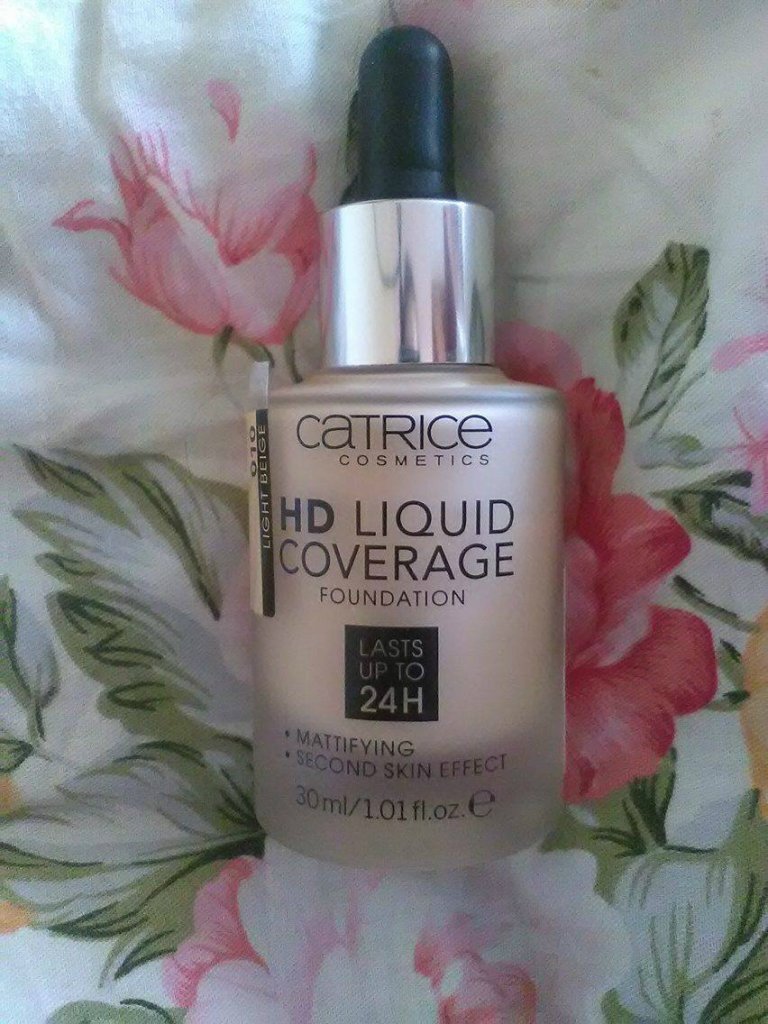 CATRICE
COSMETICS
HD LIQUID
COVERAGE
FOUNDATION
LASTS
UP TO
24H
• MATTIFYING
• SECOND SKIN EFFECT
30ml/1.01fl.oz.℮
010
LIGHT BEIGE